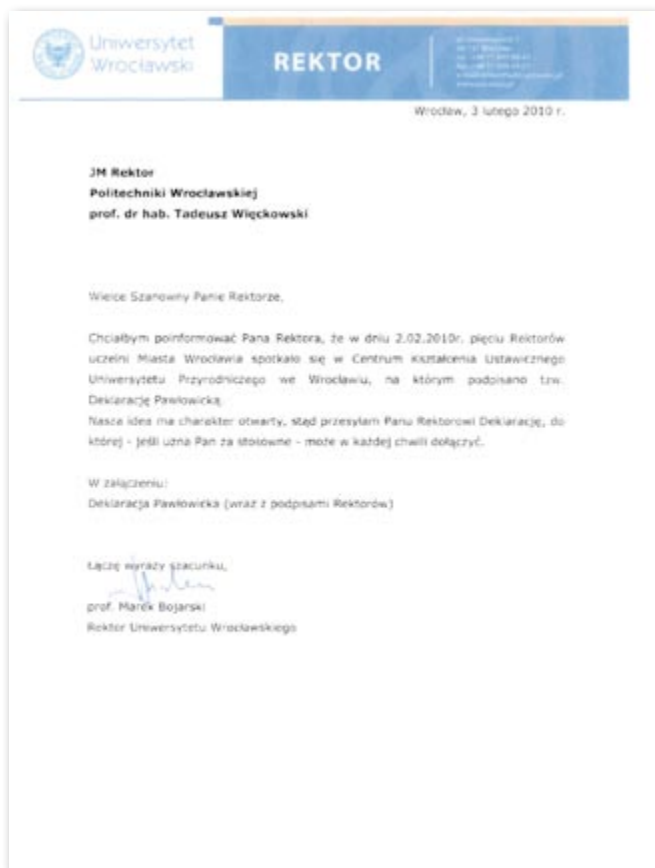 Uniwersytet
Wrocławski
REKTOR
Wrocław, 3 lutego 2010 r.
JM Rektor
Politechniki Wrocławskiej
prof. dr hab. Tadeusz Więckowski
Wielce Szanowny Panie Rektorze,
Chciałbym poinformować Pana Rektora, że w dniu 2.02.2010r. pięciu Rektorów
uczelni Miasta Wrocławia spotkało się w Centrum Kształcenia Ustawicznego
Uniwersytetu Przyrodniczego we Wrocławiu, na którym podpisano tzw.
Deklarację Pawłowicką.
Nasza idea ma charakter otwarty, stąd przesyłam Panu Rektorowi Deklarację, do
której - jeśli uzna Pan za stosowne - może w każdej chwili dołączyć.
W załączeniu:
Deklaracja Pawłowicka (wraz z podpisami Rektorów)
Łączę wyrazy szacunku,
prof. Marek Bojarski
Rektor Uniwersytetu Wrocławskiego